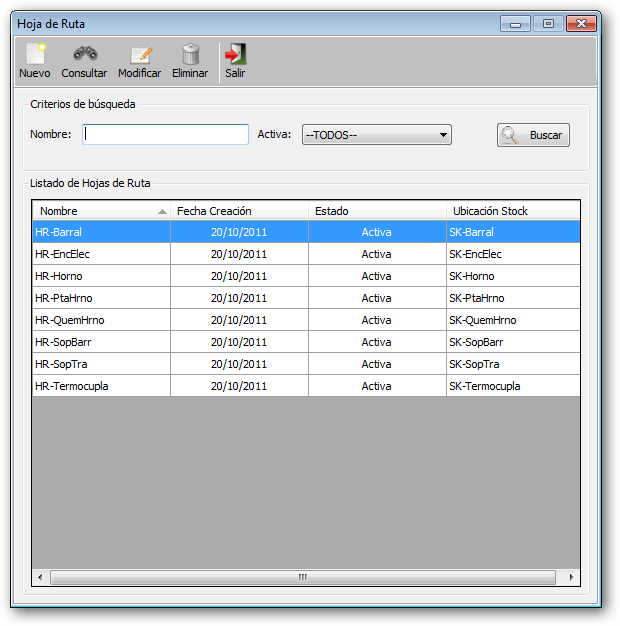 Hoja de Ruta
Nuevo Consultar Modificar Eliminar Salir
Criterios de búsqueda
Nombre: Activa: --TODOS-- Buscar
Listado de Hojas de Ruta
Nombre Fecha Creación Estado Ubicación Stock
HR-Barral 20/10/2011 Activa SK-Barral
HR-EncElec 20/10/2011 Activa SK-EncElec
HR-Horno 20/10/2011 Activa SK-Horno
HR-PtaHrno 20/10/2011 Activa SK-PtaHrno
HR-QuemHrno 20/10/2011 Activa SK-QuemHrno
HR-SopBarr 20/10/2011 Activa SK-SopBarr
HR-SopTra 20/10/2011 Activa SK-SopTra
HR-Termocupla 20/10/2011 Activa SK-Termocupla